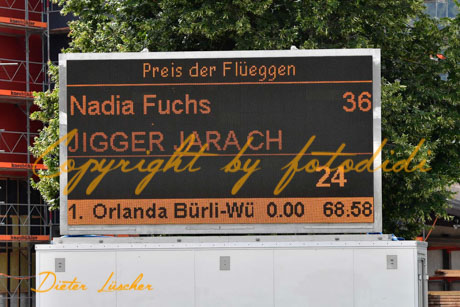 Preis der Flüeggen
Nadia Fuchs 36
JIGGER JARACH
Copyright by fotodids
24
1. Orlanda Bürli-Wü 0.00 68.58
Dieter Lüscher